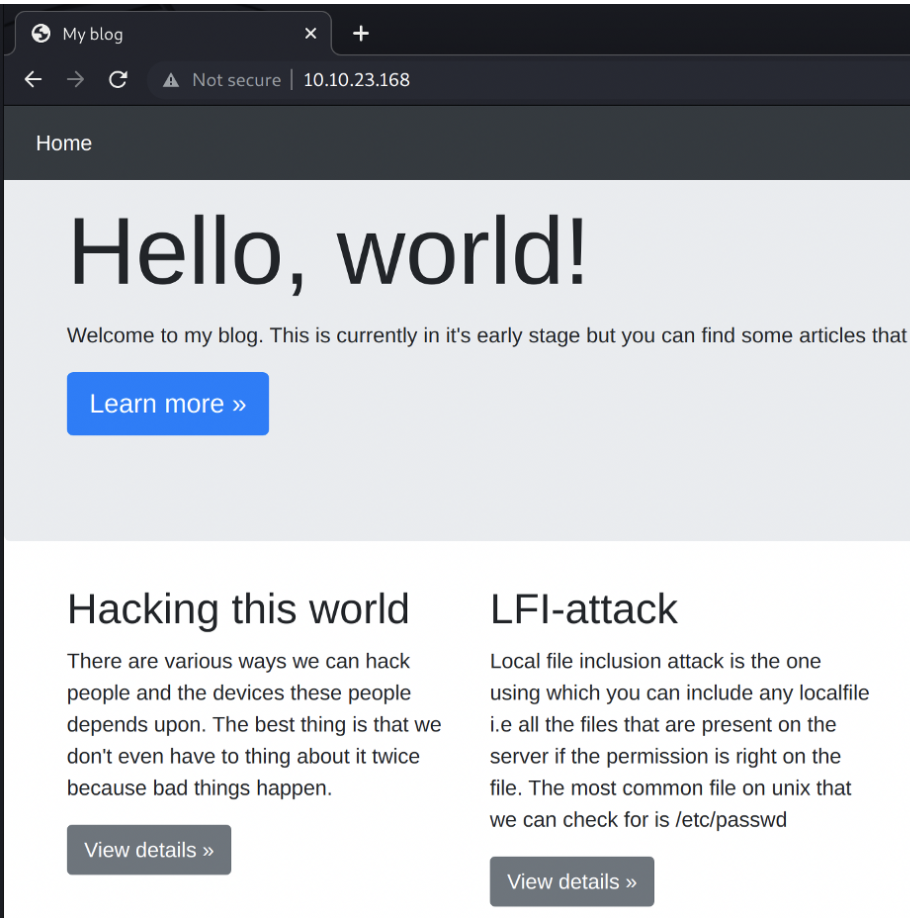 My blog
Not secure 10.10.23.168
Home
Hello, world!
Welcome to my blog. This is currently in it's early stage but you can find some articles that
Learn more »
Hacking this world
There are various ways we can hack
people and the devices these people
depends upon. The best thing is that we
don't even have to thing about it twice
because bad things happen.
View details »
LFI-attack
Local file inclusion attack is the one
using which you can include any localfile
i.e all the files that are present on the
server if the permission is right on the
file. The most common file on unix that
we can check for is /etc/passwd
View details »